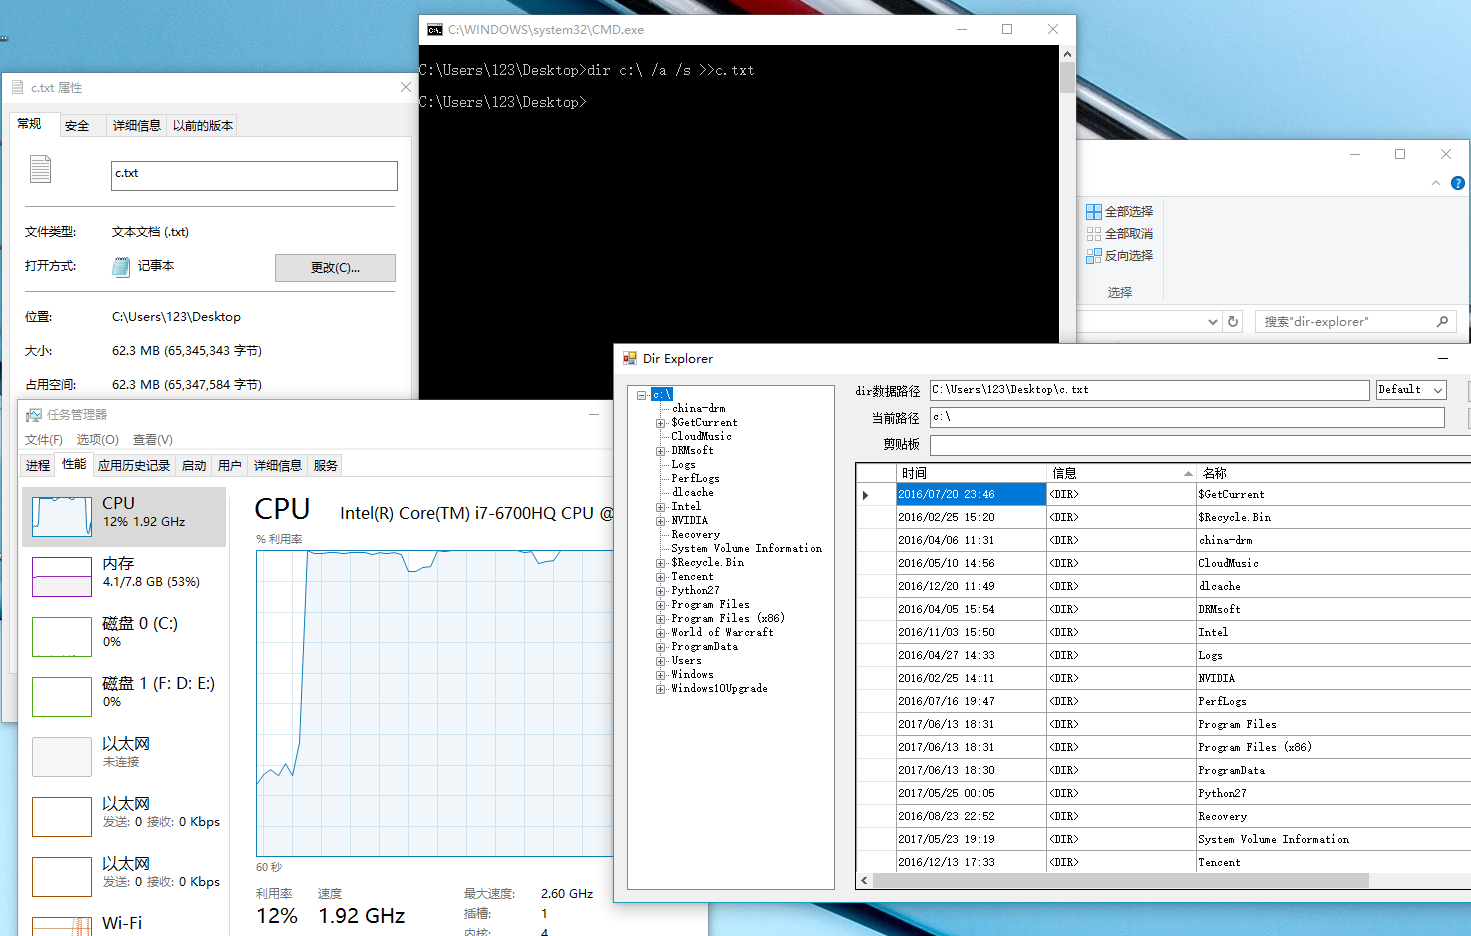 C:\WINDOWS\system32\CMD.exe
C:\Users\123\Desktop>dir c:\ /a /s >>c.txt
C:\Users\123\Desktop>
c.txt 属性
常规
安全
详细信息
以前的版本
c.txt
文件类型:
文本文档 (.txt)
打开方式:
记事本
更改(C)...
位置:
C:\Users\123\Desktop
大小:
62.3 MB (65,345,343 字节)
占用空间:
62.3 MB (65,347,584 字节)
全部选择
全部取消
反向选择
选择
搜索"dir-explorer"
任务管理器
文件(F) 选项(O) 查看(V)
进程 性能 应用历史记录 启动 用户 详细信息 服务
CPU
12% 1.92 GHz
内存
4.1/7.8 GB (53%)
磁盘 0 (C:)
0%
磁盘 1 (F: D: E:)
0%
以太网
未连接
以太网
发送: 0 接收: 0 Kbps
以太网
发送: 0 接收: 0 Kbps
Wi-Fi
CPU
Intel(R) Core(TM) i7-6700HQ CPU @
% 利用率
60 秒
利用率
速度
12%
1.92 GHz
最大速度:
2.60 GHz
插槽:
1
内核:
4
Dir Explorer
c:\
china-drm
$GetCurrent
CloudMusic
DRMsoft
Logs
PerfLogs
dlcache
Intel
NVIDIA
Recovery
System Volume Information
$Recycle.Bin
Tencent
Python27
Program Files
Program Files (x86)
World of Warcraft
ProgramData
Users
Windows
Windows10Upgrade
dir数据路径
C:\Users\123\Desktop\c.txt
Default
当前路径
c:\
剪贴板
时间 信息 名称
2016/07/20 23:46 <DIR> $GetCurrent
2016/02/25 15:20 <DIR> $Recycle.Bin
2016/04/06 11:31 <DIR> china-drm
2016/05/10 14:56 <DIR> CloudMusic
2016/12/20 11:49 <DIR> dlcache
2016/04/05 15:54 <DIR> DRMsoft
2016/11/03 15:50 <DIR> Intel
2016/04/27 14:33 <DIR> Logs
2016/02/25 14:11 <DIR> NVIDIA
2016/07/16 19:47 <DIR> PerfLogs
2017/06/13 18:31 <DIR> Program Files
2017/06/13 18:31 <DIR> Program Files (x86)
2017/06/13 18:30 <DIR> ProgramData
2017/05/25 00:05 <DIR> Python27
2016/08/23 22:52 <DIR> Recovery
2017/05/23 19:19 <DIR> System Volume Information
2016/12/13 17:33 <DIR> Tencent